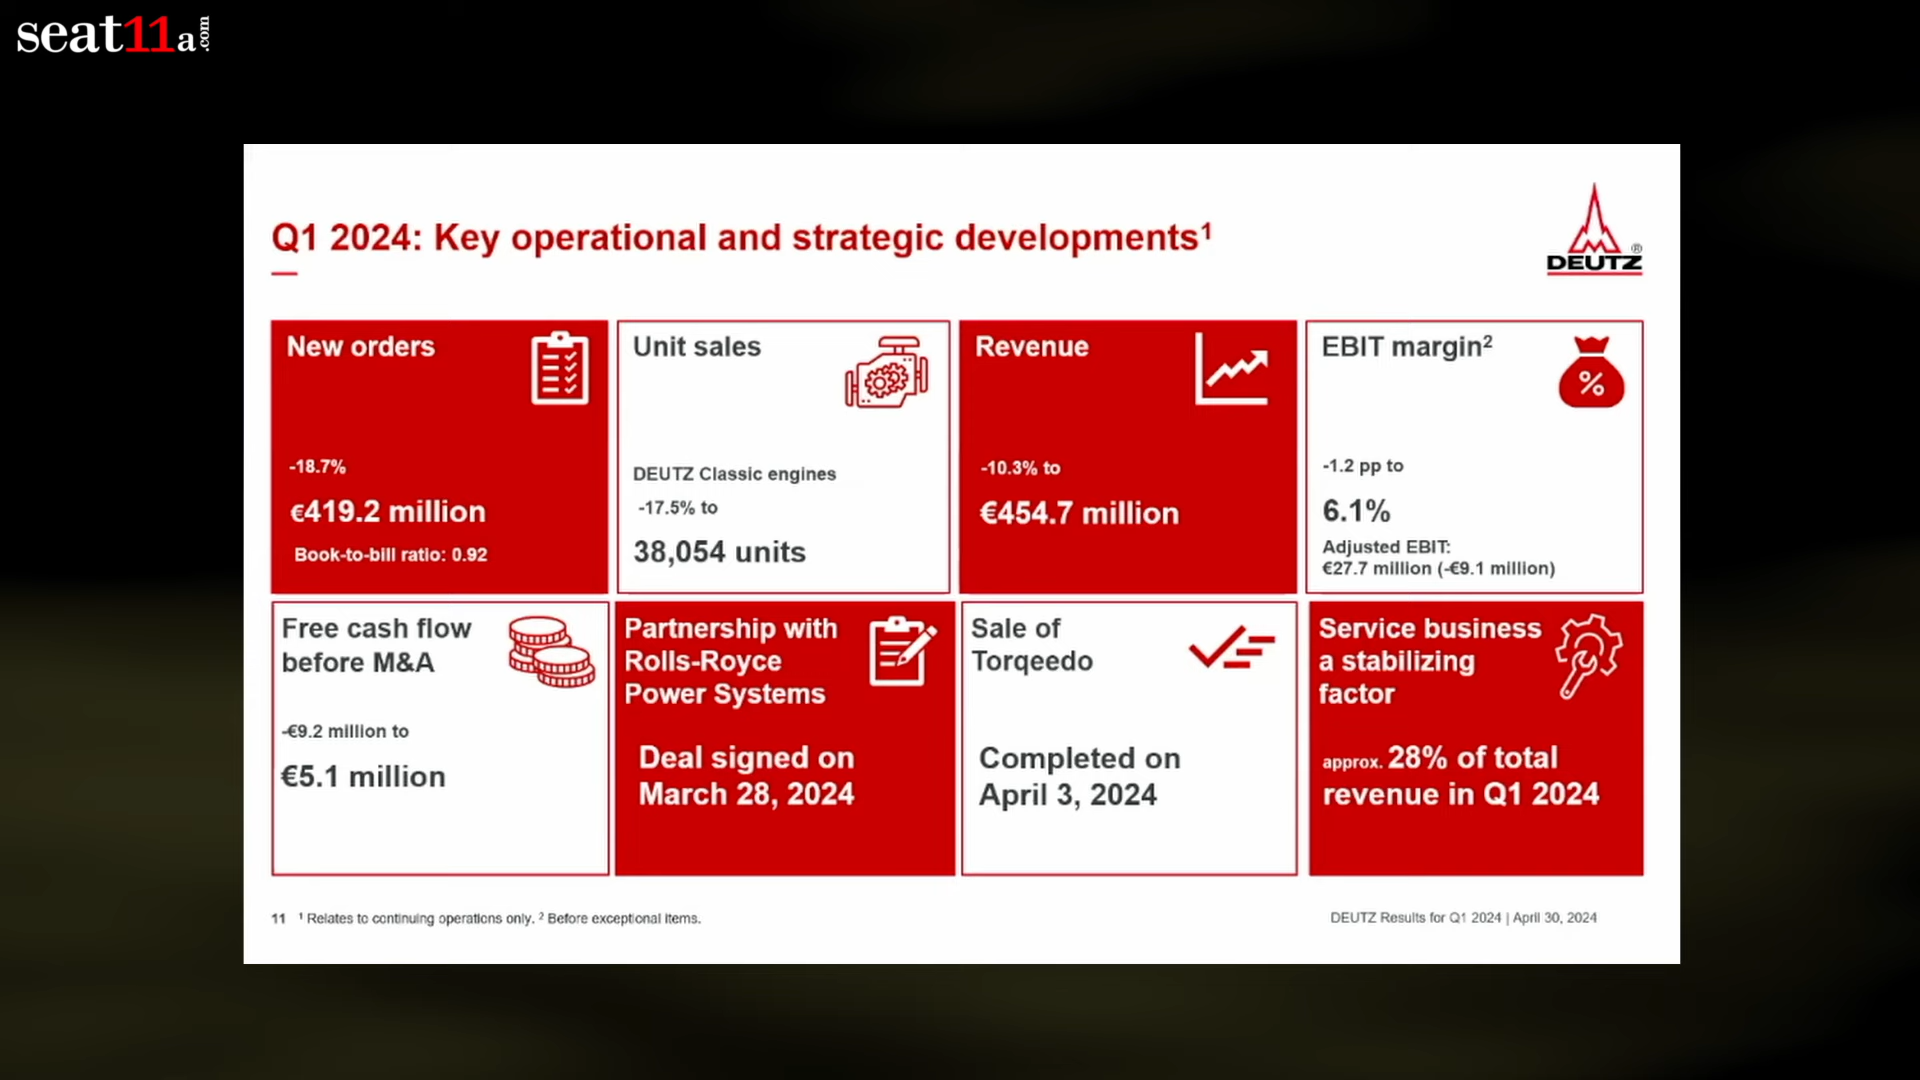 seat11a.com
Q1 2024: Key operational and strategic developments¹
DEUTZ®
New orders
-18.7%
€419.2 million
Book-to-bill ratio: 0.92
Unit sales
DEUTZ Classic engines
-17.5% to
38,054 units
Revenue
-10.3% to
€454.7 million
EBIT margin²
%
-1.2 pp to
6.1%
Adjusted EBIT:
€27.7 million (-€9.1 million)
Free cash flow
before M&A
-€9.2 million to
€5.1 million
Partnership with
Rolls-Royce
Power Systems
Deal signed on
March 28, 2024
Sale of
Torqeedo
Completed on
April 3, 2024
Service business
a stabilizing
factor
approx. 28% of total
revenue in Q1 2024
11 ¹ Relates to continuing operations only. ² Before exceptional items.
DEUTZ Results for Q1 2024 | April 30, 2024